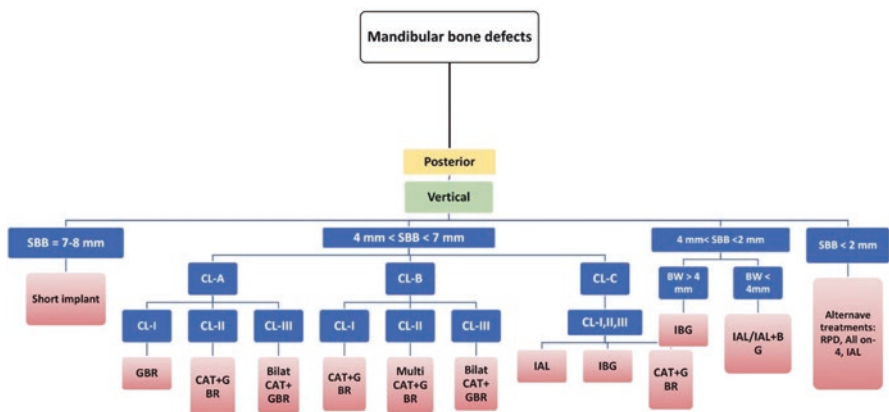 Mandibular bone defects
Posterior
Vertical
SBB = 7-8 mm
4 mm < SBB < 7 mm
4 mm< SBB <2 mm
SBB < 2 mm
Short implant
CL-A
CL-B
CL-C
BW > 4
mm
BW <
4mm
CL-I
CL-II
CL-III
CL-I
CL-II
CL-III
CL-I,II,III
IBG
IAL/IAL+B
G
Alternave
treatments:
RPD, All on-
4, IAL
GBR
CAT+G
BR
Bilat
CAT+
GBR
CAT+G
BR
Multi
CAT+G
BR
Bilat
CAT+
GBR
IAL
IBG
CAT+G
BR